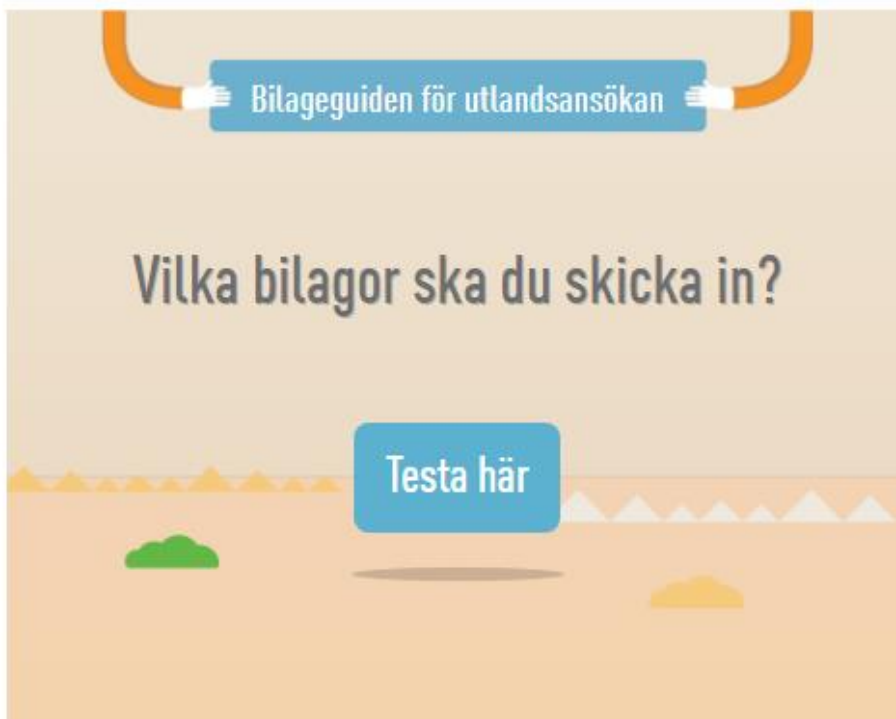 Bilageguiden för utlandsansökan
Vilka bilagor ska du skicka in?
Testa här